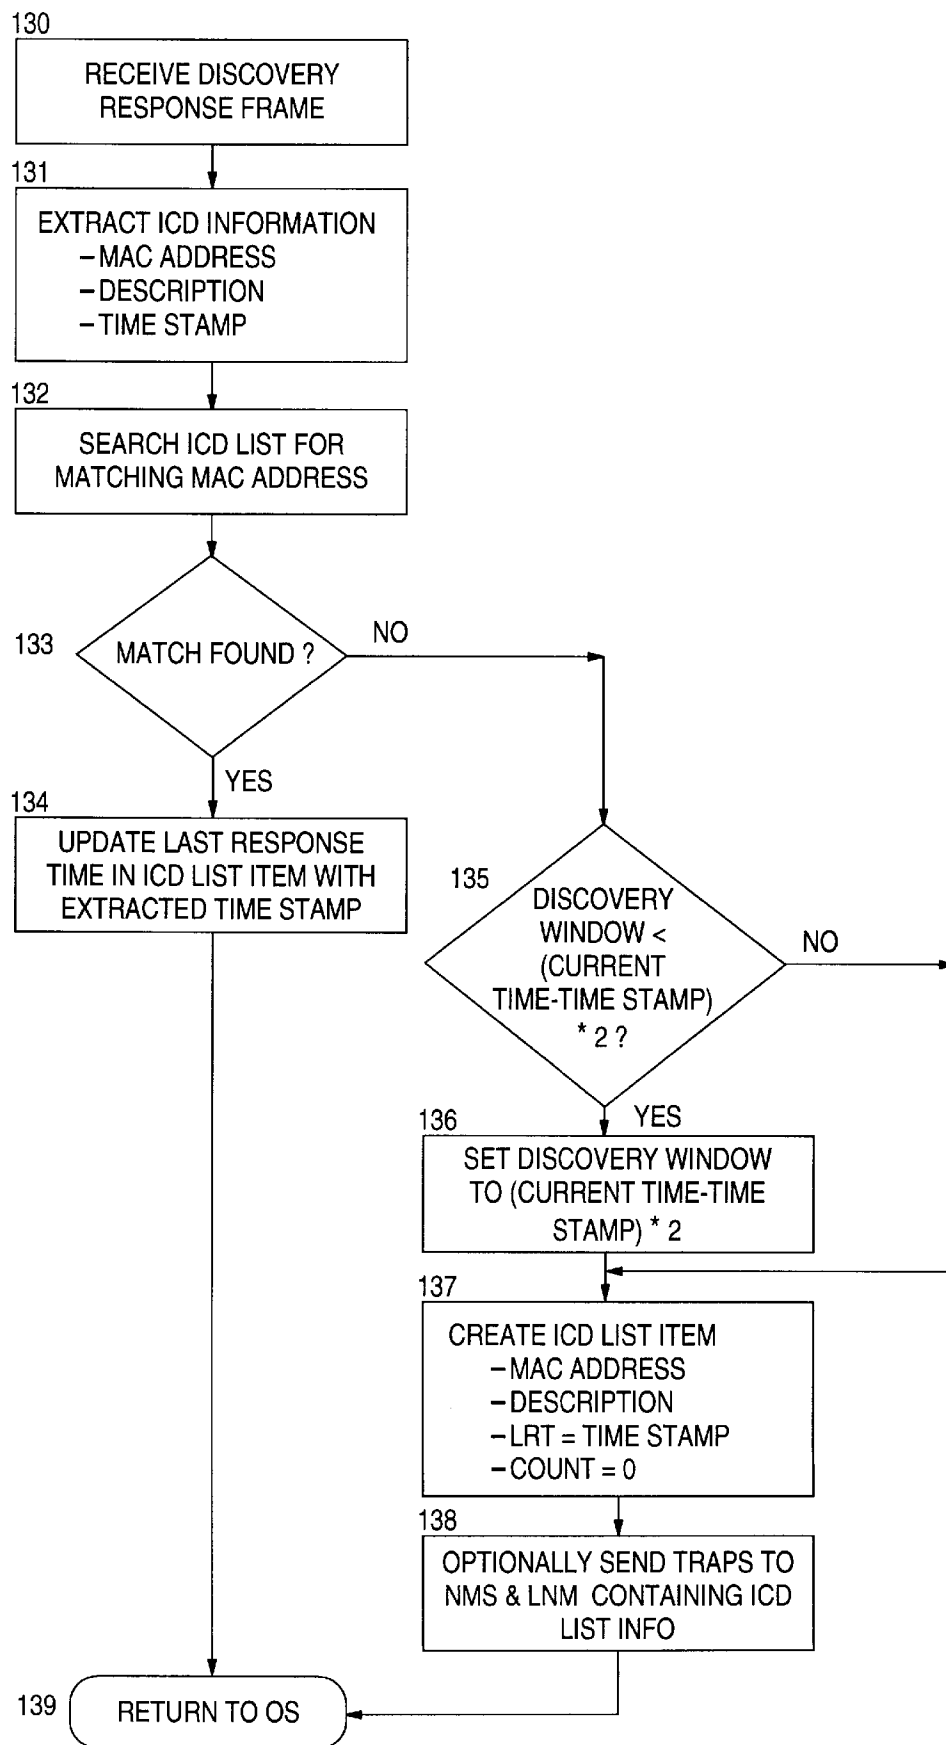 130
RECEIVE DISCOVERY
RESPONSE FRAME
131
EXTRACT ICD INFORMATION
–MAC ADDRESS
–DESCRIPTION
–TIME STAMP
132
SEARCH ICD LIST FOR
MATCHING MAC ADDRESS
133
MATCH FOUND ?
NO
YES
134
UPDATE LAST RESPONSE
TIME IN ICD LIST ITEM WITH
EXTRACTED TIME STAMP
135
DISCOVERY
WINDOW <
(CURRENT
TIME-TIME STAMP)
* 2 ?
NO
YES
136
SET DISCOVERY WINDOW
TO (CURRENT TIME-TIME
STAMP) * 2
137
CREATE ICD LIST ITEM
–MAC ADDRESS
–DESCRIPTION
–LRT = TIME STAMP
–COUNT = 0
138
OPTIONALLY SEND TRAPS TO
NMS & LNM CONTAINING ICD
LIST INFO
139
RETURN TO OS